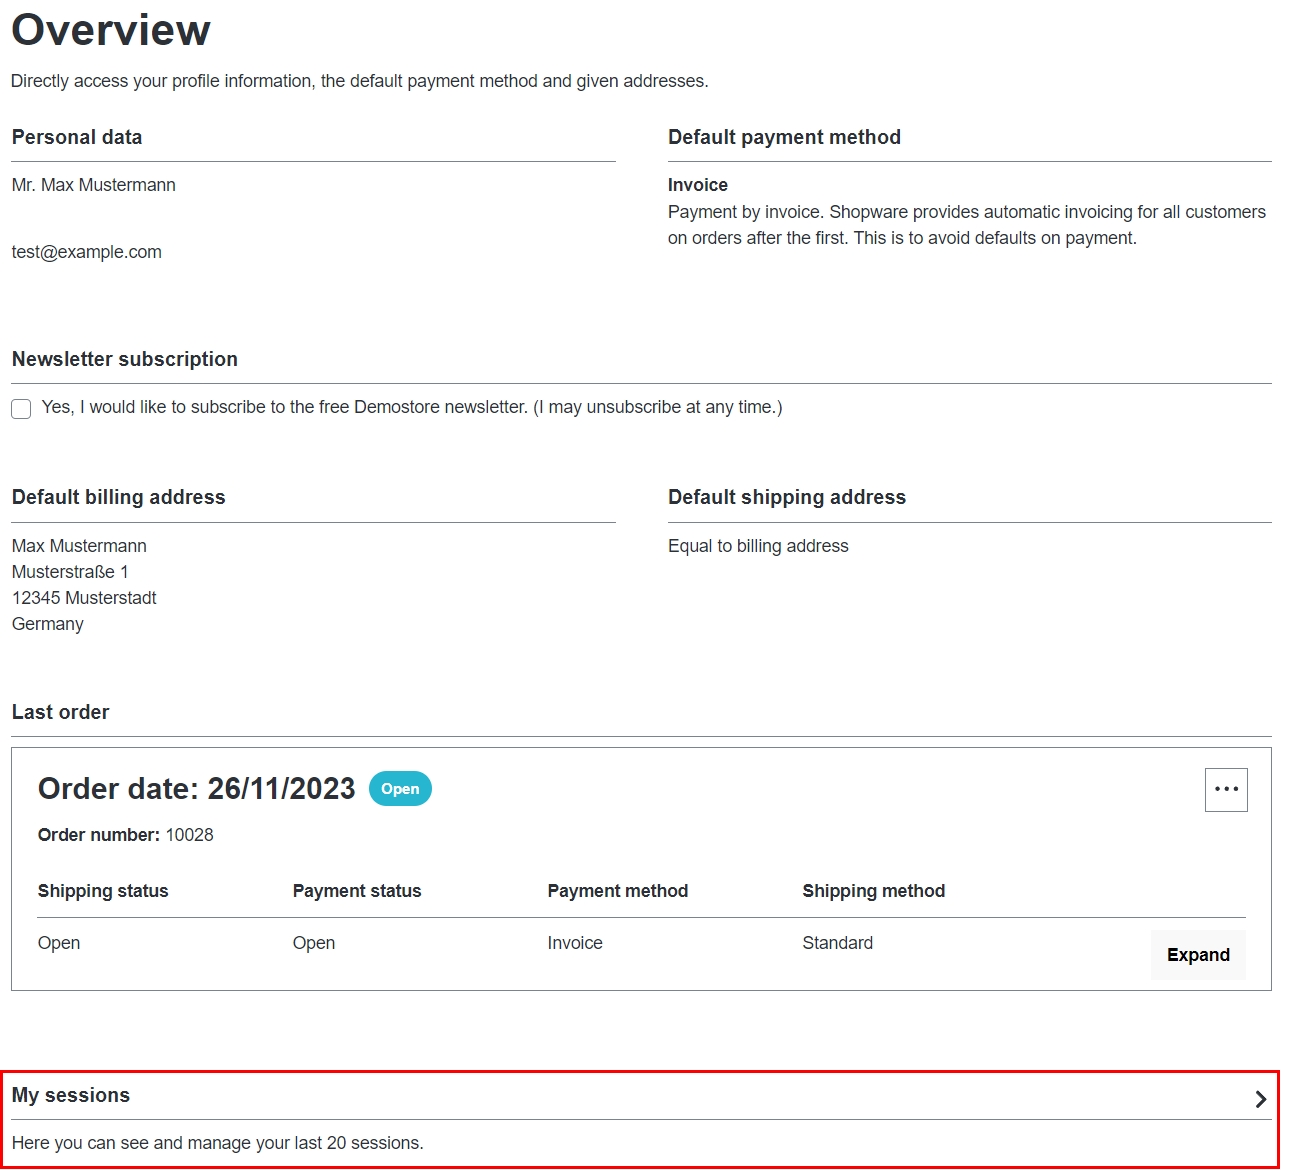 Overview
Directly access your profile information, the default payment method and given addresses.
Personal data
Mr. Max Mustermann
test@example.com
Default payment method
Invoice
Payment by invoice. Shopware provides automatic invoicing for all customers
on orders after the first. This is to avoid defaults on payment.
Newsletter subscription
Yes, I would like to subscribe to the free Demostore newsletter. (I may unsubscribe at any time.)
Default billing address
Max Mustermann
Musterstraße 1
12345 Musterstadt
Germany
Default shipping address
Equal to billing address
Last order
Order date: 26/11/2023 Open
Order number: 10028
Shipping status Payment status Payment method Shipping method
Open Open Invoice Standard
Expand
My sessions
Here you can see and manage your last 20 sessions.